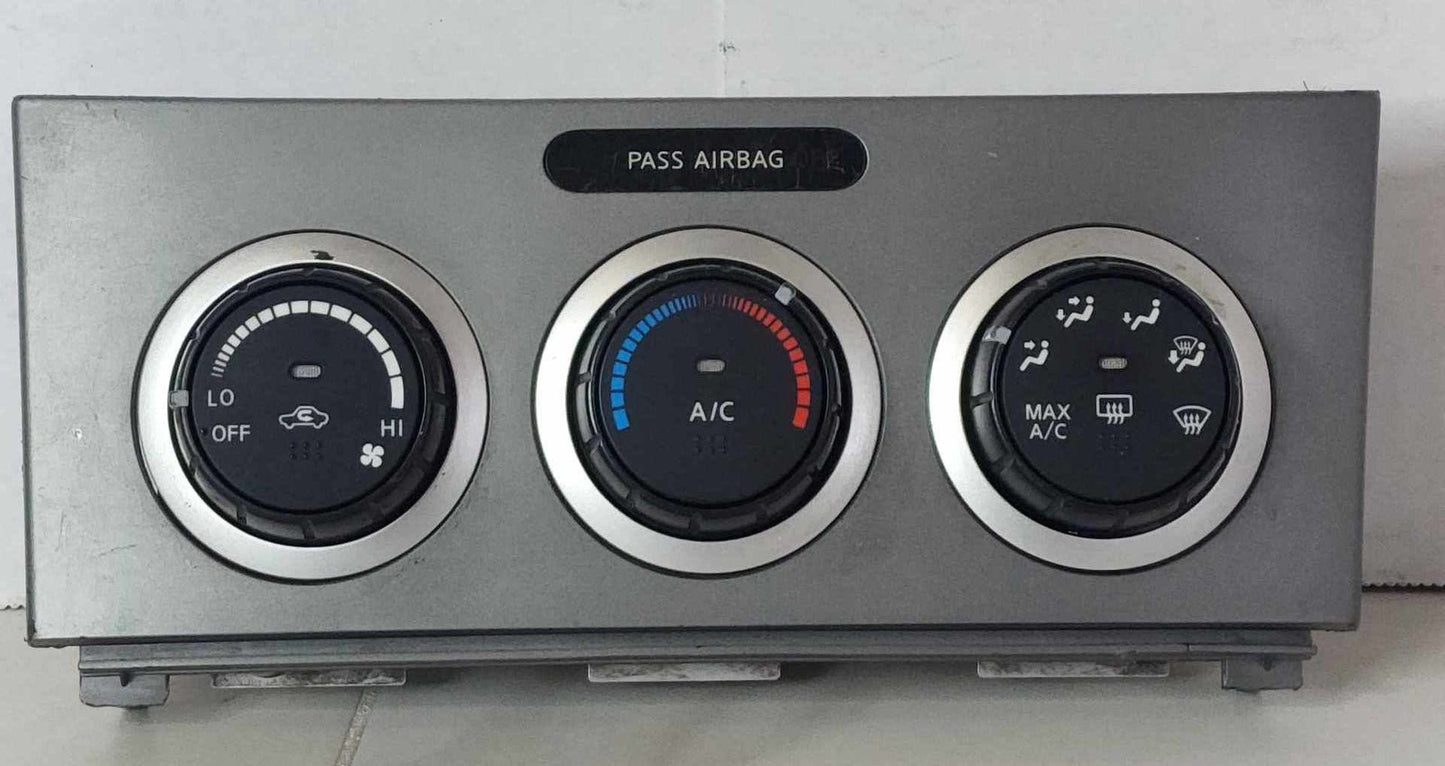 PASS AIRBAG
LO
OFF
HI
A/C
MAX
A/C